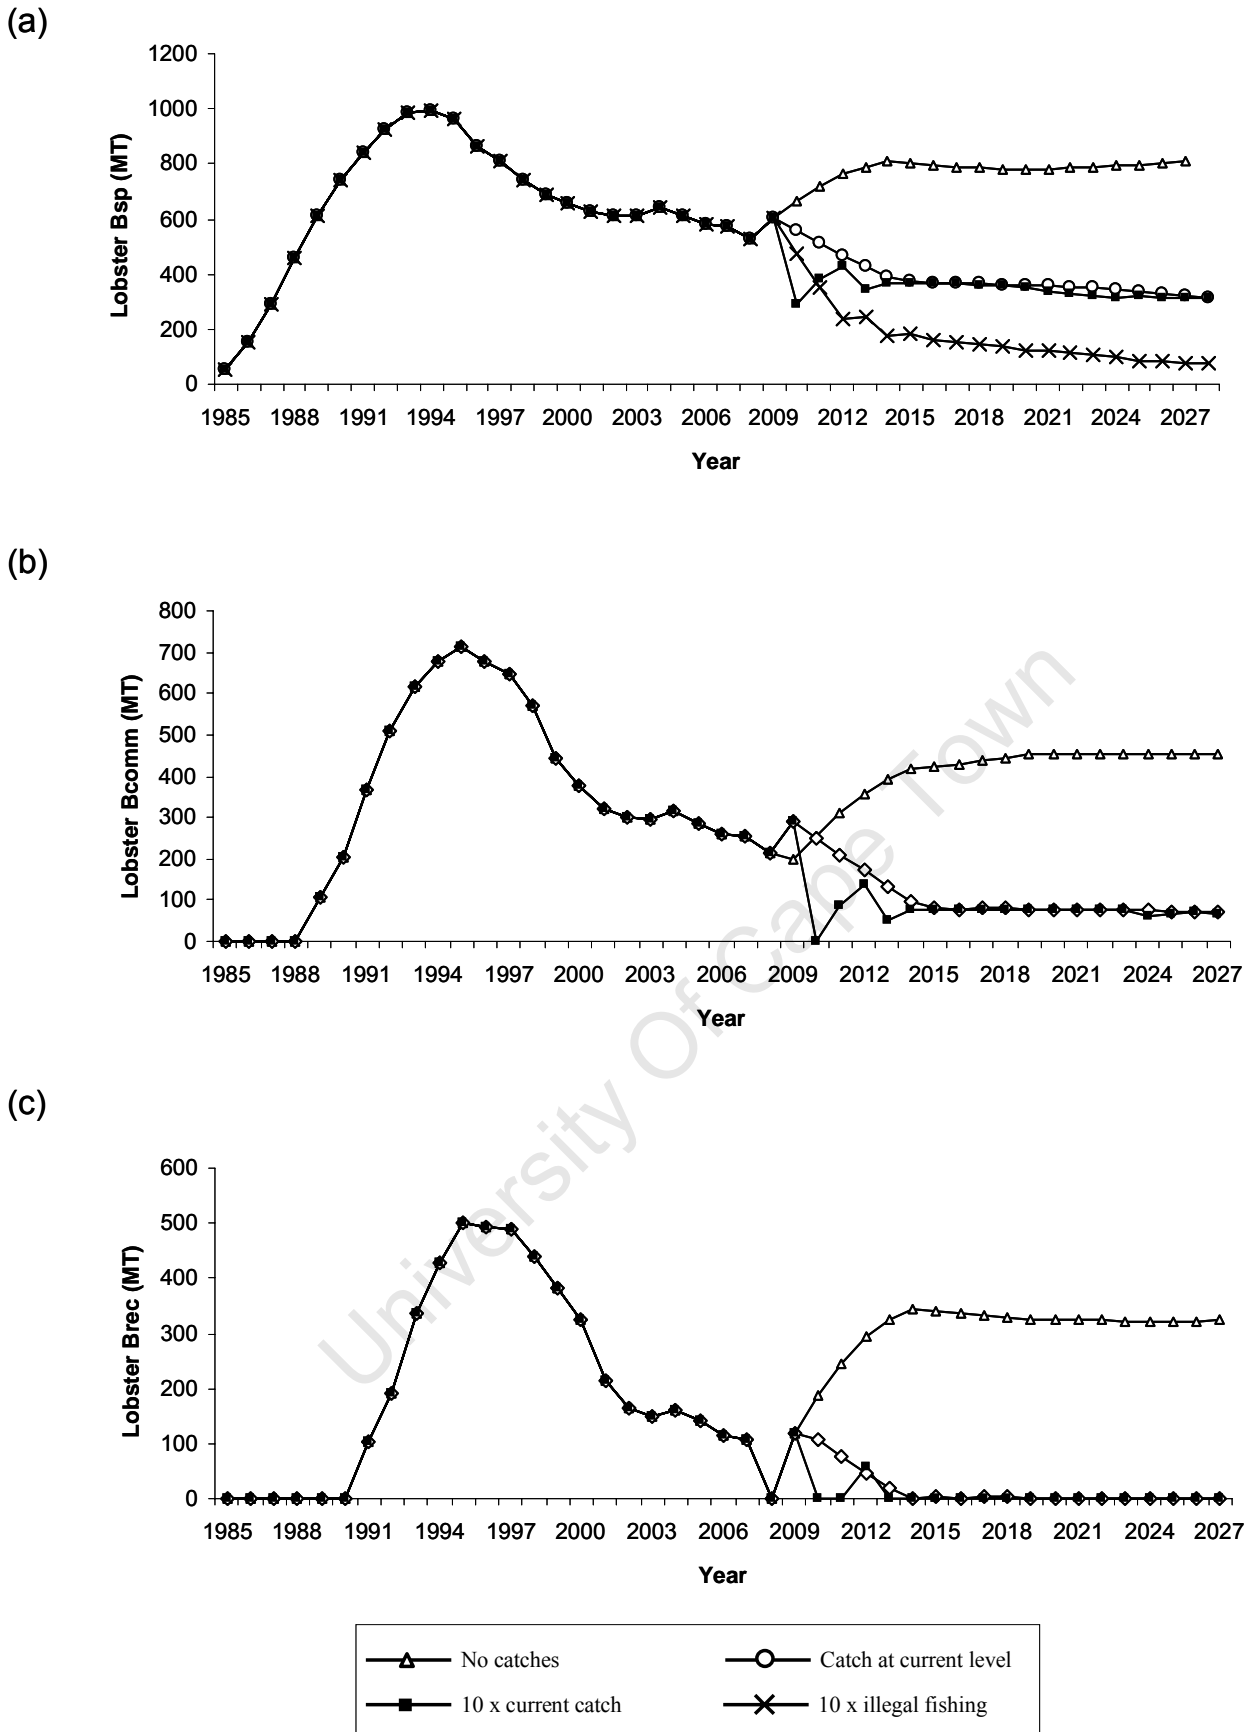 (a)
1200
1000
800
600
400
200
0
Lobster Bsp (MT)
1985 1988 1991 1994 1997 2000 2003 2006 2009 2012 2015 2018 2021 2024 2027
Year
(b)
800
700
600
500
400
300
200
100
0
Lobster Bcomm (MT)
1985 1988 1991 1994 1997 2000 2003 2006 2009 2012 2015 2018 2021 2024 2027
Year
(c)
600
500
400
300
200
100
0
Lobster Brec (MT)
1985 1988 1991 1994 1997 2000 2003 2006 2009 2012 2015 2018 2021 2024 2027
Year
University Of Cape Town
No catches Catch at current level
10 x current catch 10 x illegal fishing